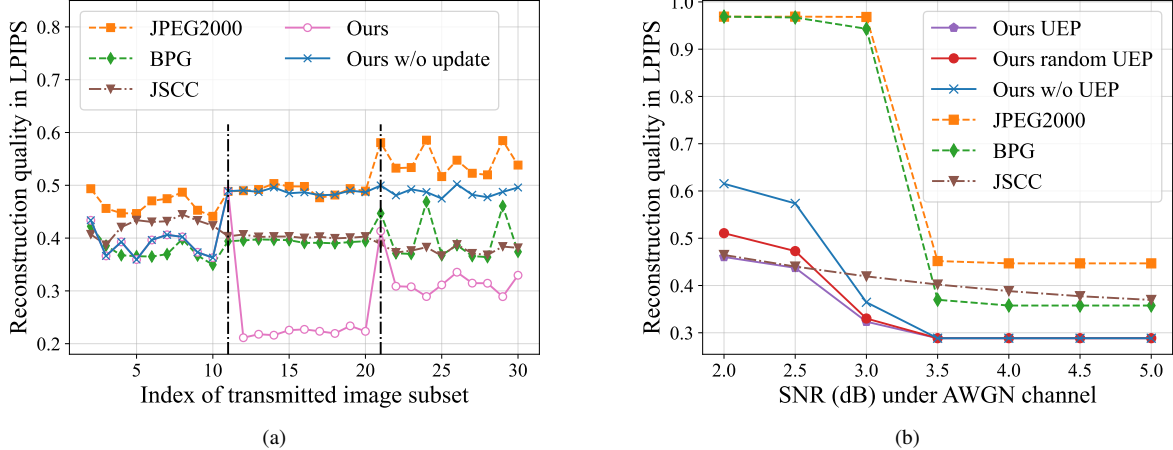 Reconstruction quality in LPIPS
0.8
0.7
0.6
0.5
0.4
0.3
0.2
JPEG2000
BPG
JSCC
Ours
Ours w/o update
5 10 15 20 25 30
Index of transmitted image subset
(a)
Reconstruction quality in LPIPS
1.0
0.9
0.8
0.7
0.6
0.5
0.4
0.3
Ours UEP
Ours random UEP
Ours w/o UEP
JPEG2000
BPG
JSCC
2.0 2.5 3.0 3.5 4.0 4.5 5.0
SNR (dB) under AWGN channel
(b)